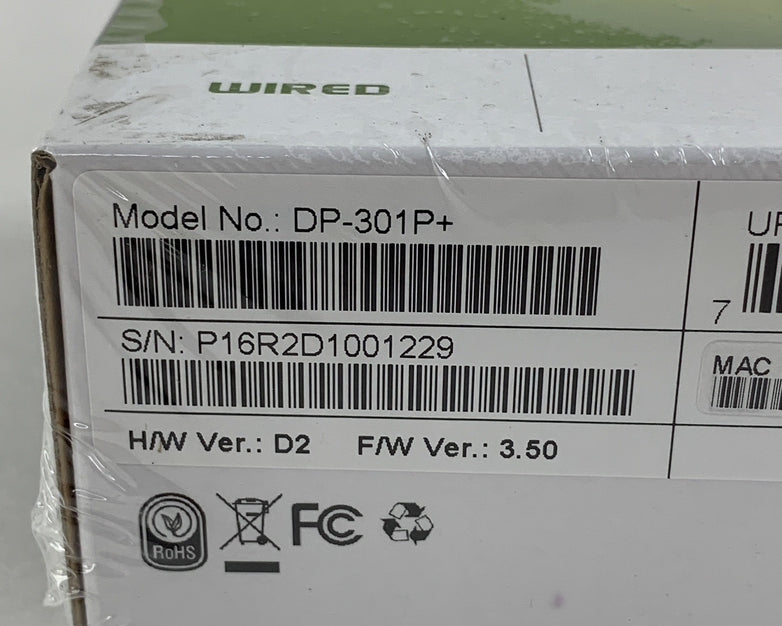 WIRED
Model No.: DP-301P+
S/N: P16R2D1001229
H/W Ver.: D2 F/W Ver.: 3.50
7
MAC
RoHS
FC